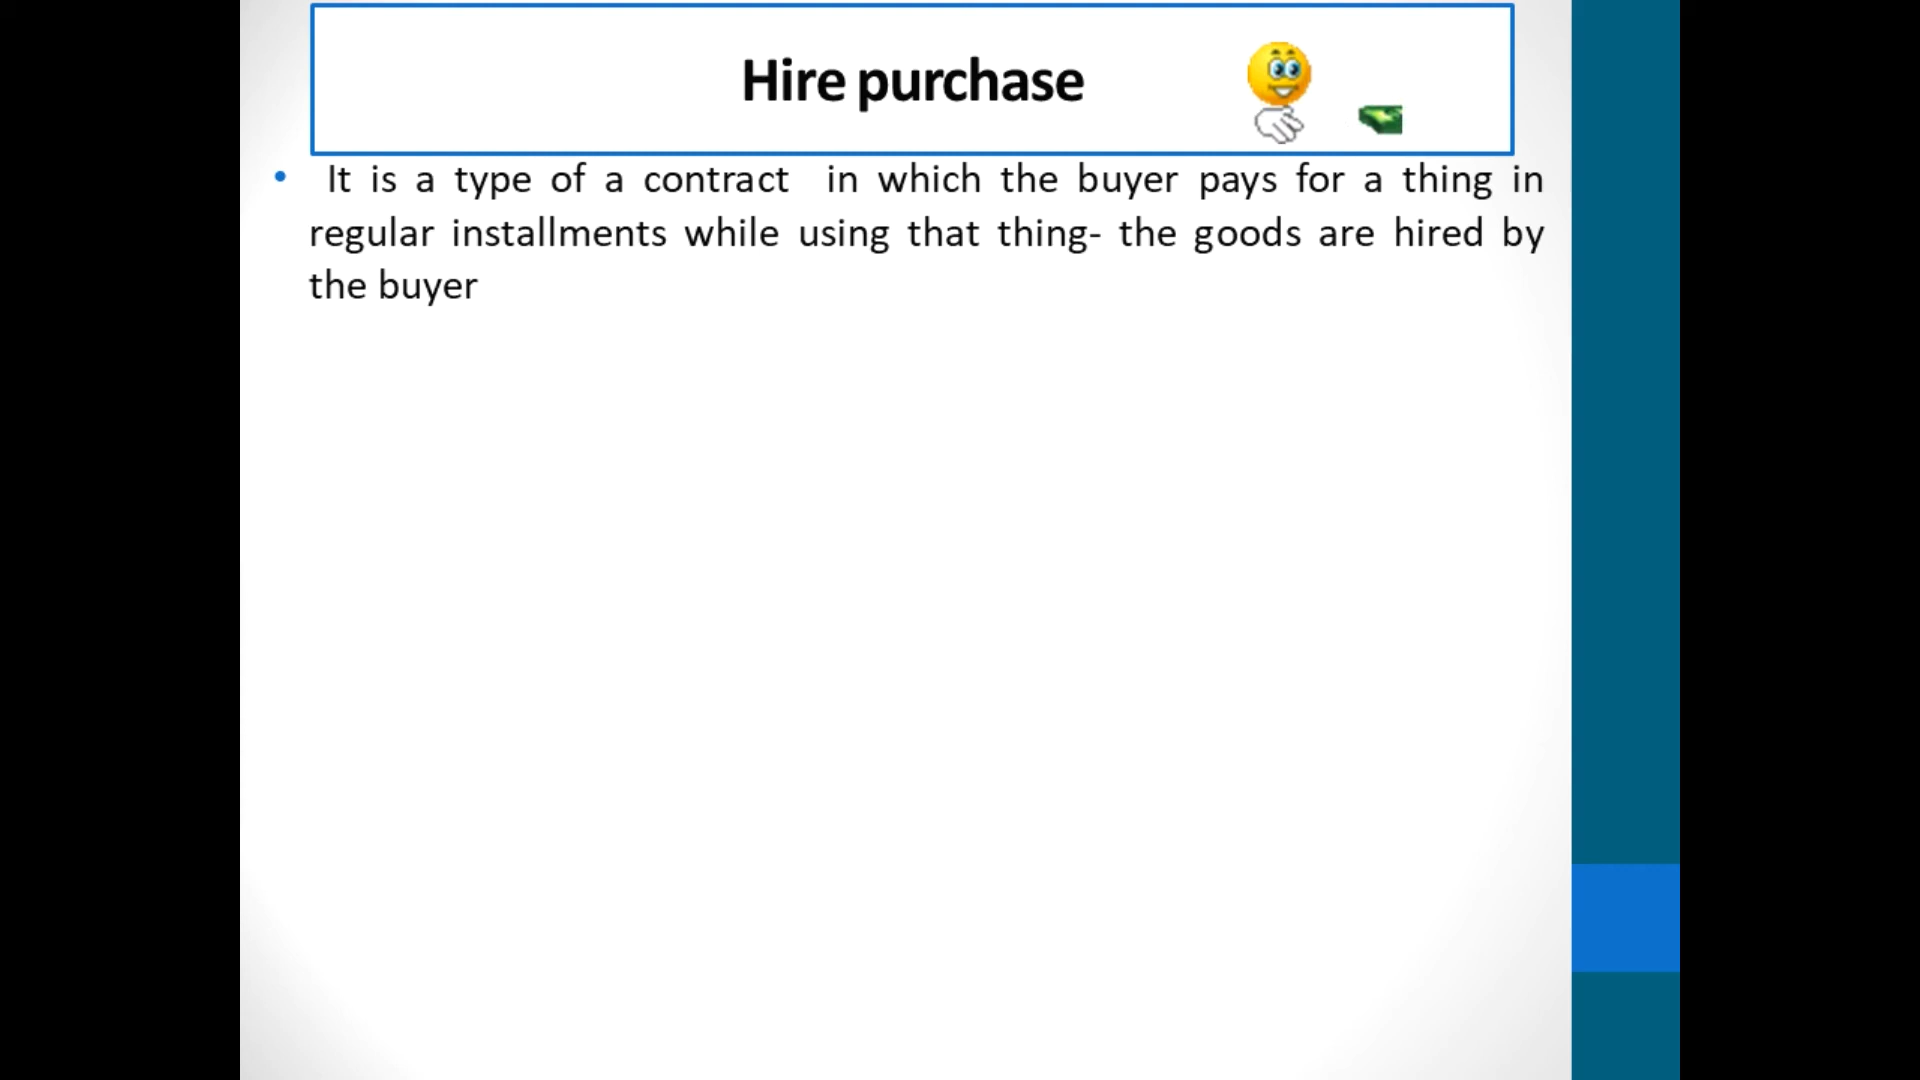 Hire purchase
• It is a type of a contract in which the buyer pays for a thing in
regular installments while using that thing- the goods are hired by
the buyer